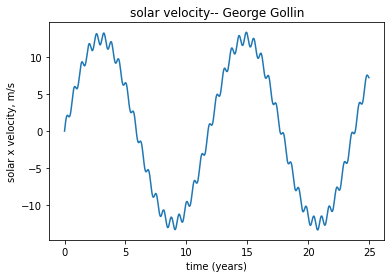 solar velocity-- George Gollin
solar x velocity, m/s
10
5
0
−5
−10
0 5 10 15 20 25
time (years)